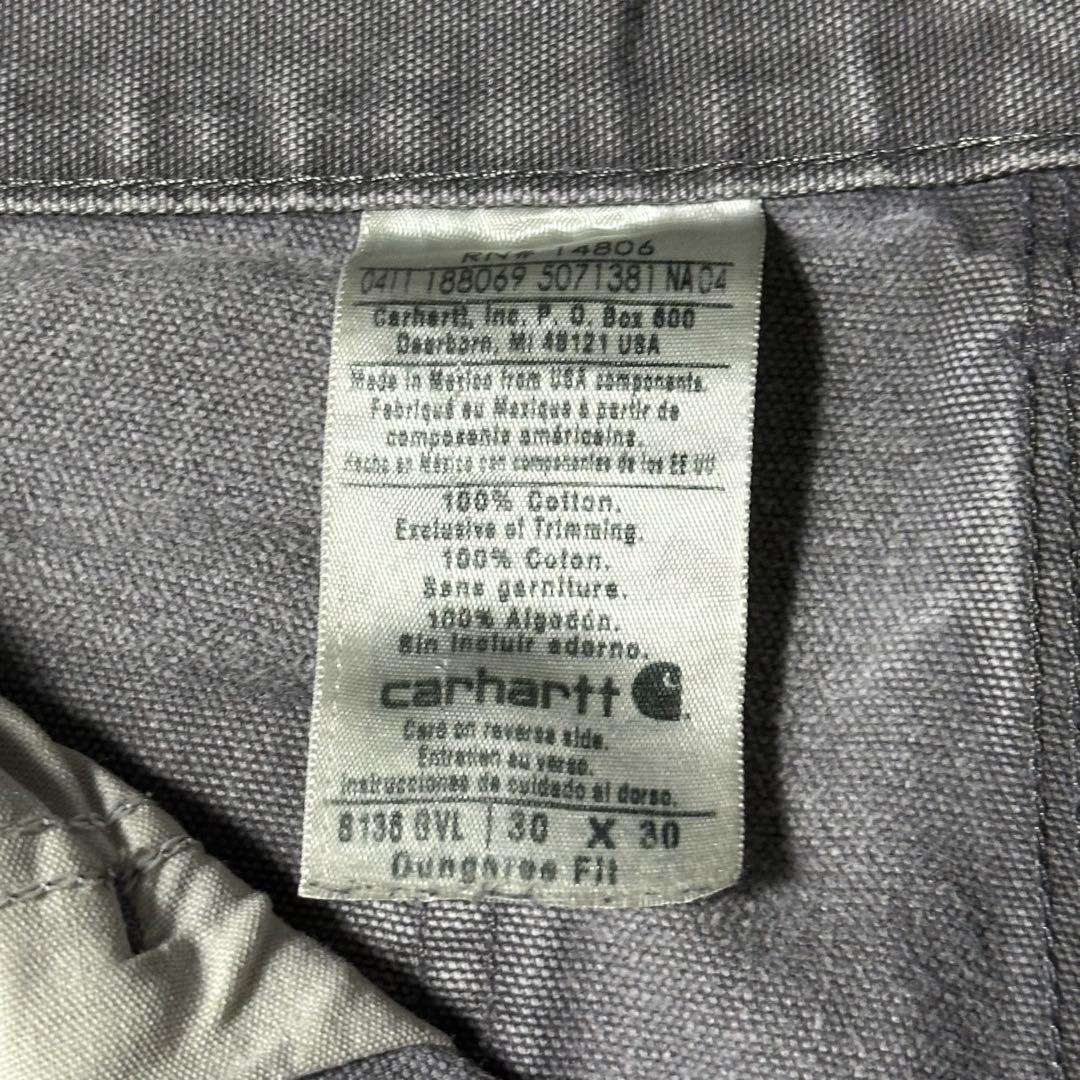 RN# 14806
0411 188069 5071381 NA 04
Carhartt, Inc. P. O. Box 600
Dearborn, MI 48121 USA
Made in Mexico from USA components.
Fabriqué au Mexique à partir de
composants américains.
Hecho en México con componentes de los EE UU
100% Cotton.
Exclusive of Trimming.
100% Coton.
Sans garniture.
100% Algodón.
Sin incluir adorno.
carhartt
Care on reverse side.
Entretien au verso.
Instrucciones de cuidado al dorso.
8136 GVL 30 X 30
Dungaree Fit